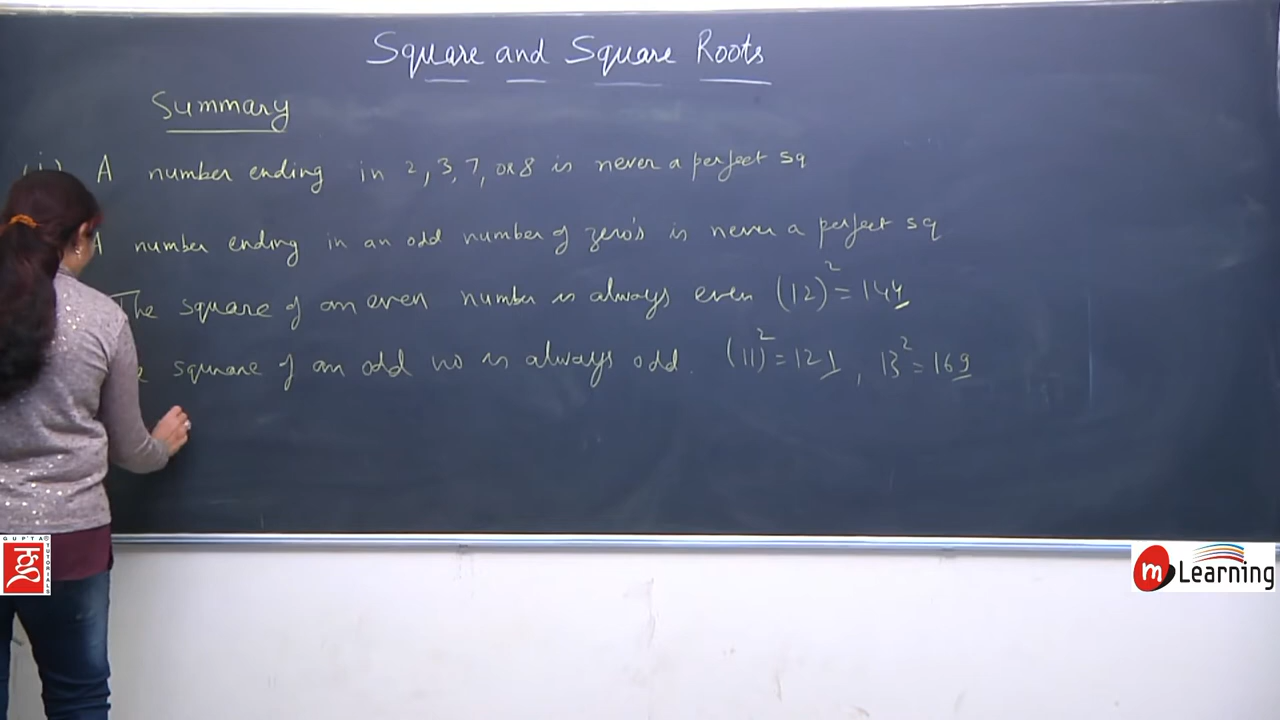 Square and Square Roots
Summary
(i) A number ending in 2, 3, 7, or 8 is never a perfect sq
A number ending in an odd number of zero's is never a perfect sq
The square of an even number is always even (12)² = 144
square of an odd no is always odd. (11)² = 121, 13² = 169
GUPTA TUTORIALS
m Learning